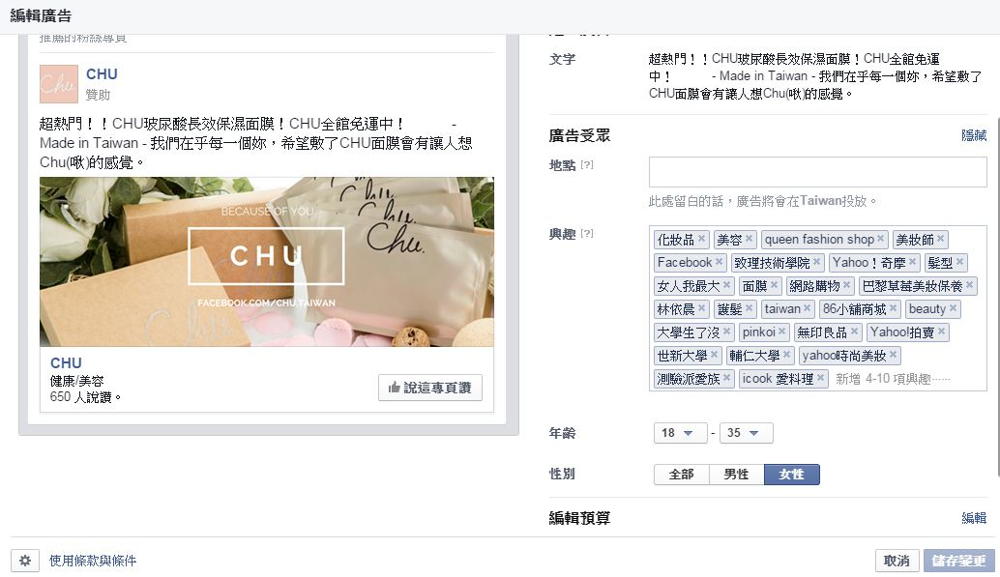 編輯廣告
推薦的粉絲專頁
CHU
贊助
超熱門！！CHU玻尿酸長效保濕面膜！CHU全館免運中！ -
Made in Taiwan - 我們在乎每一個妳，希望敷了CHU面膜會有讓人想
Chu(啾)的感覺。
Chu
BECAUSE OF YOU
CHU
FACEBOOK.COM/CHU.TAIWAN
Chu.
Chu.
Chu
CHU
健康/美容
650 人說讚。
說這專頁讚
文字
超熱門！！CHU玻尿酸長效保濕面膜！CHU全館免運
中！ - Made in Taiwan - 我們在乎每一個妳，希望敷了
CHU面膜會有讓人想Chu(啾)的感覺。
廣告受眾
隱藏
地點 [?]
此處留白的話，廣告將會在Taiwan投放。
興趣 [?]
化妝品× 美容× queen fashion shop× 美妝師×
Facebook× 致理技術學院× Yahoo！奇摩× 髮型×
女人我最大× 面膜× 網路購物× 巴黎草莓美妝保養×
林依晨× 護髮× taiwan× 86小舖商城× beauty×
大學生了沒× pinkoi× 無印良品× Yahoo!拍賣×
世新大學× 輔仁大學× yahoo時尚美妝×
測驗派愛族× icook 愛料理× 新增 4-10 項興趣……
年齡
18 - 35
性別
全部 男性 女性
編輯預算
編輯
使用條款與條件
取消 儲存變更